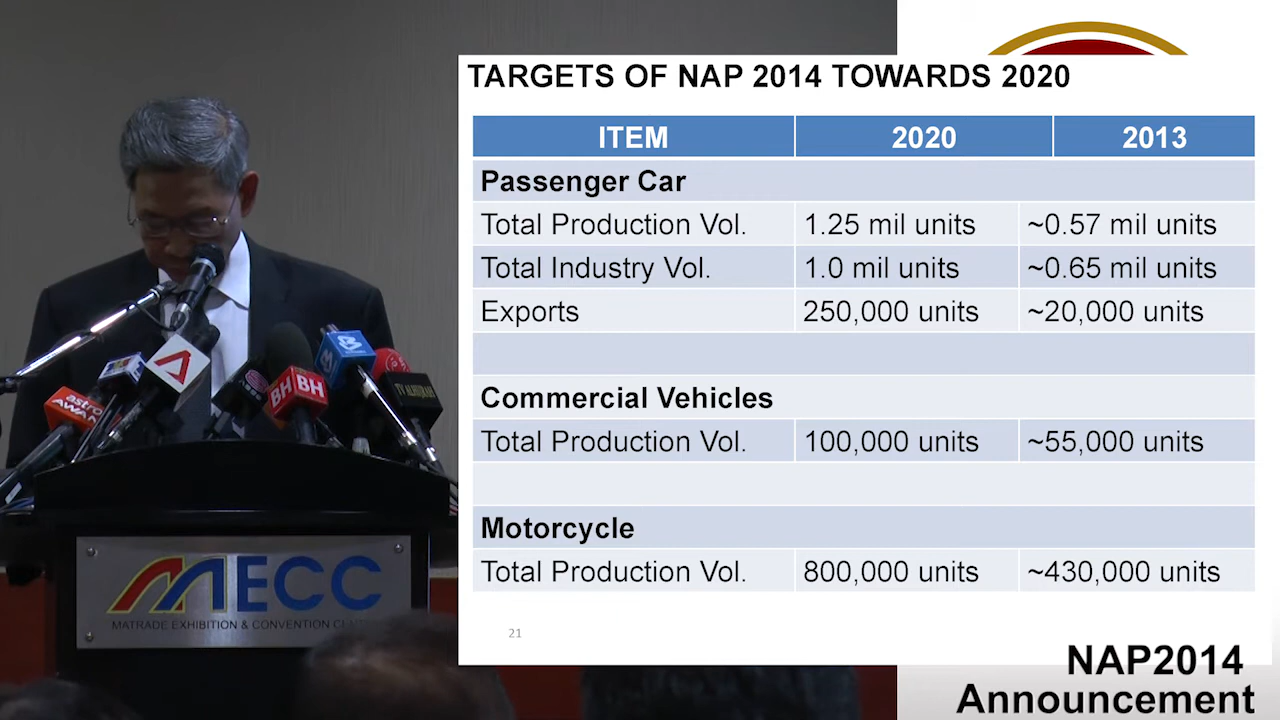 TARGETS OF NAP 2014 TOWARDS 2020
ITEM 2020 2013
Passenger Car
Total Production Vol. 1.25 mil units ~0.57 mil units
Total Industry Vol. 1.0 mil units ~0.65 mil units
Exports 250,000 units ~20,000 units
Commercial Vehicles
Total Production Vol. 100,000 units ~55,000 units
Motorcycle
Total Production Vol. 800,000 units ~430,000 units
21
NAP2014
Announcement
astro
AWANI
BH BH
TV ALHIJRAH
MECC
MATRADE EXHIBITION & CONVENTION